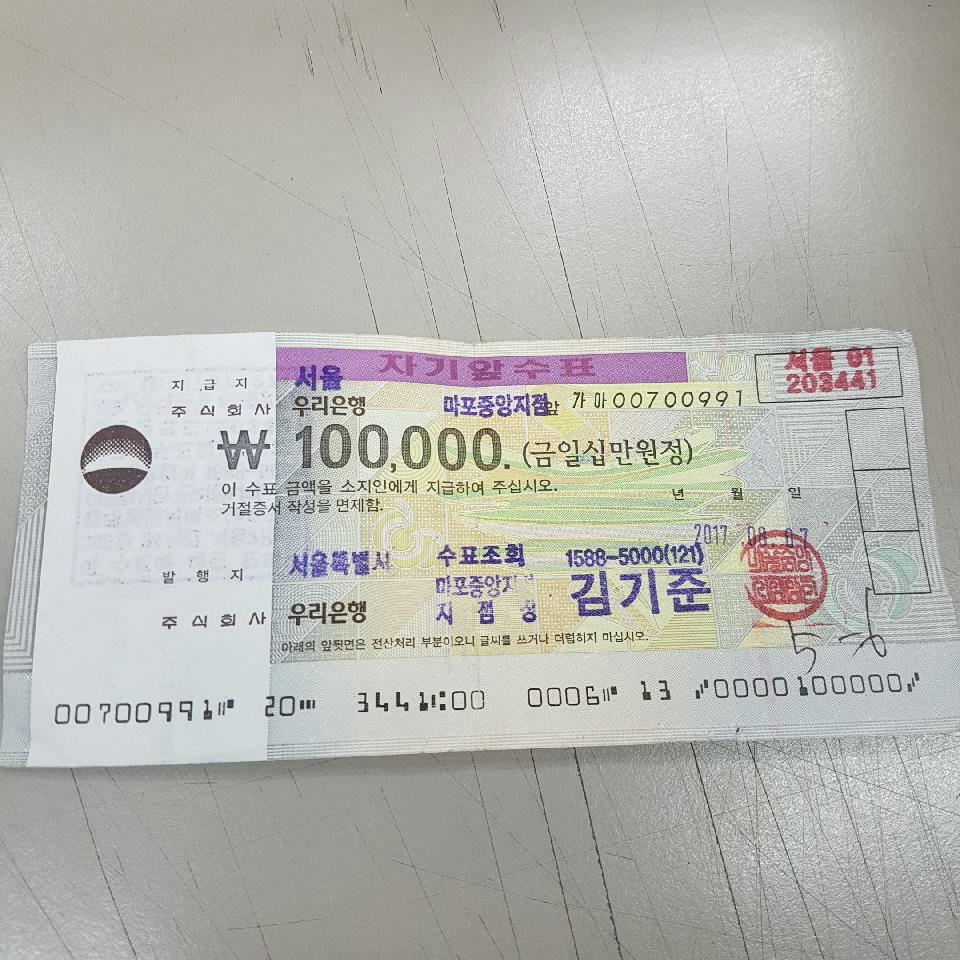 자기앞수표
서울 01
203441
지급지 서울
주식회사 우리은행 마포중앙지점앞 가아00700991
₩100,000. (금일십만원정)
이 수표 금액을 소지인에게 지급하여 주십시오.
거절증서 작성을 면제함.
년 월 일
2017.08.07
발행지 서울특별시 수표조회 1588-5000(121)
마포중앙지점
주식회사 우리은행 지점장 김기준
아래의 앞뒷면은 전산처리 부분이오니 글씨를 쓰거나 더럽히지 마십시오.
00700991⑈ 20⑉ 3441⑆00 0006⑈ 13 ⑇0000100000⑇